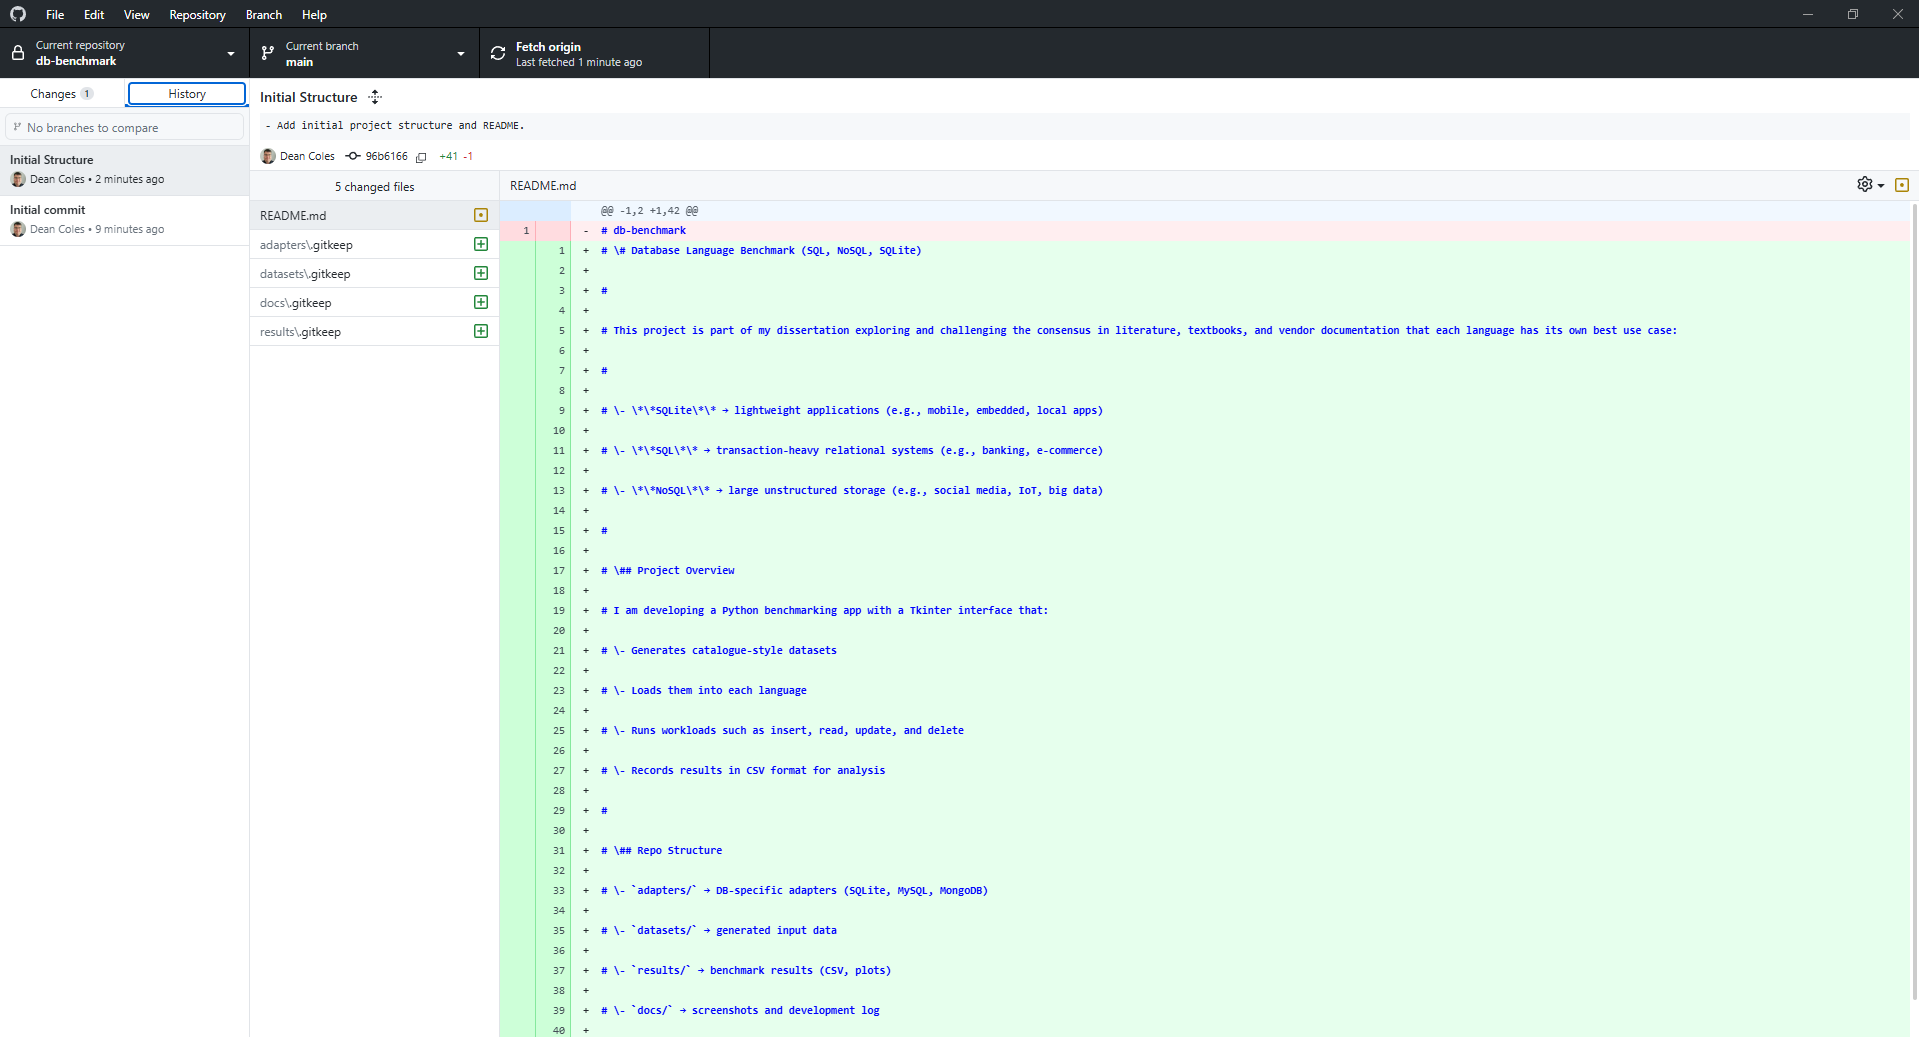 File Edit View Repository Branch Help
Current repository
db-benchmark
Current branch
main
Fetch origin
Last fetched 1 minute ago
Changes 1
History
No branches to compare
Initial Structure
Dean Coles • 2 minutes ago
Initial commit
Dean Coles • 9 minutes ago
Initial Structure
- Add initial project structure and README.
Dean Coles 96b6166 +41 -1
5 changed files
README.md
adapters\.gitkeep
datasets\.gitkeep
docs\.gitkeep
results\.gitkeep
README.md
@@ -1,2 +1,42 @@
1 - # db-benchmark
1 + # \# Database Language Benchmark (SQL, NoSQL, SQLite)
2 +
3 + #
4 +
5 + # This project is part of my dissertation exploring and challenging the consensus in literature, textbooks, and vendor documentation that each language has its own best use case:
6 +
7 + #
8 +
9 + # \- \*\*SQLite\*\* → lightweight applications (e.g., mobile, embedded, local apps)
10 +
11 + # \- \*\*SQL\*\* → transaction-heavy relational systems (e.g., banking, e-commerce)
12 +
13 + # \- \*\*NoSQL\*\* → large unstructured storage (e.g., social media, IoT, big data)
14 +
15 + #
16 +
17 + # \## Project Overview
18 +
19 + # I am developing a Python benchmarking app with a Tkinter interface that:
20 +
21 + # \- Generates catalogue-style datasets
22 +
23 + # \- Loads them into each language
24 +
25 + # \- Runs workloads such as insert, read, update, and delete
26 +
27 + # \- Records results in CSV format for analysis
28 +
29 + #
30 +
31 + # \## Repo Structure
32 +
33 + # \- `adapters/` → DB-specific adapters (SQLite, MySQL, MongoDB)
34 +
35 + # \- `datasets/` → generated input data
36 +
37 + # \- `results/` → benchmark results (CSV, plots)
38 +
39 + # \- `docs/` → screenshots and development log
40 +